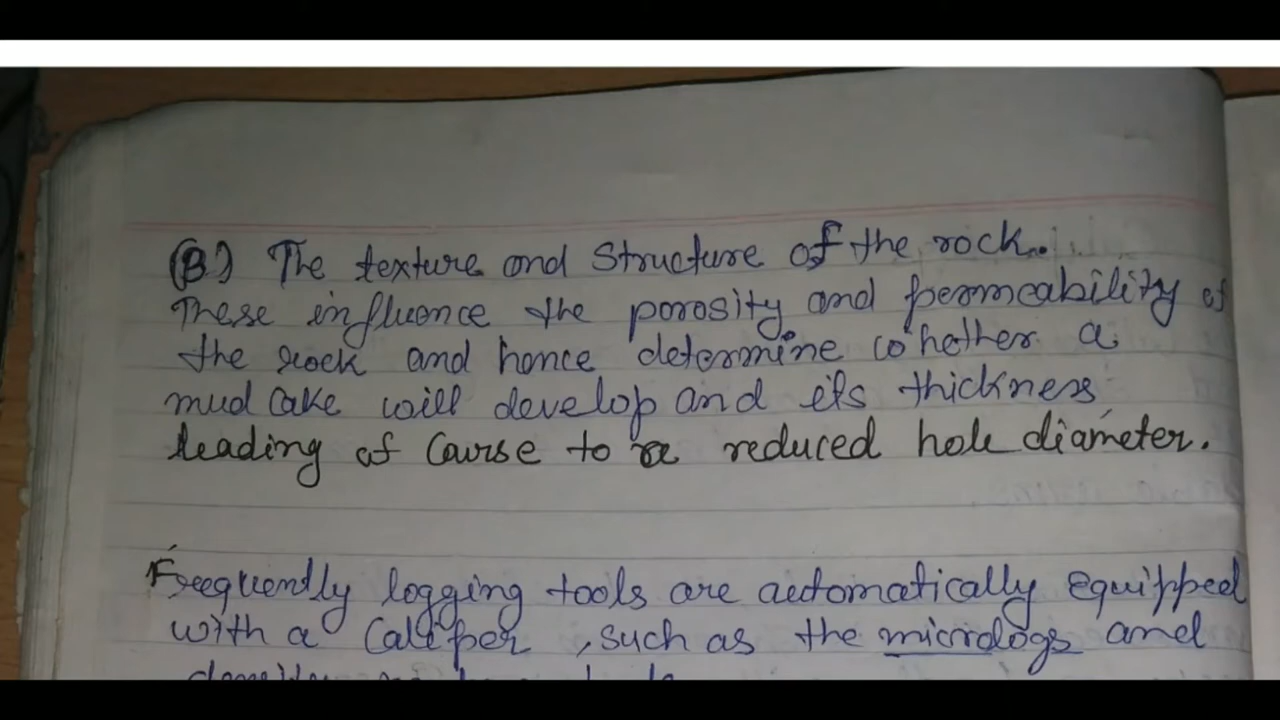 (B) The texture and Structure of the rock.
These influence the porosity and permeability of
the rock and hence determine whether a
mud cake will develop and its thickness
leading of Caurse to a reduced hole diameter.
Frequently logging tools are automatically equipped
with a Caliper, such as the micrologs and